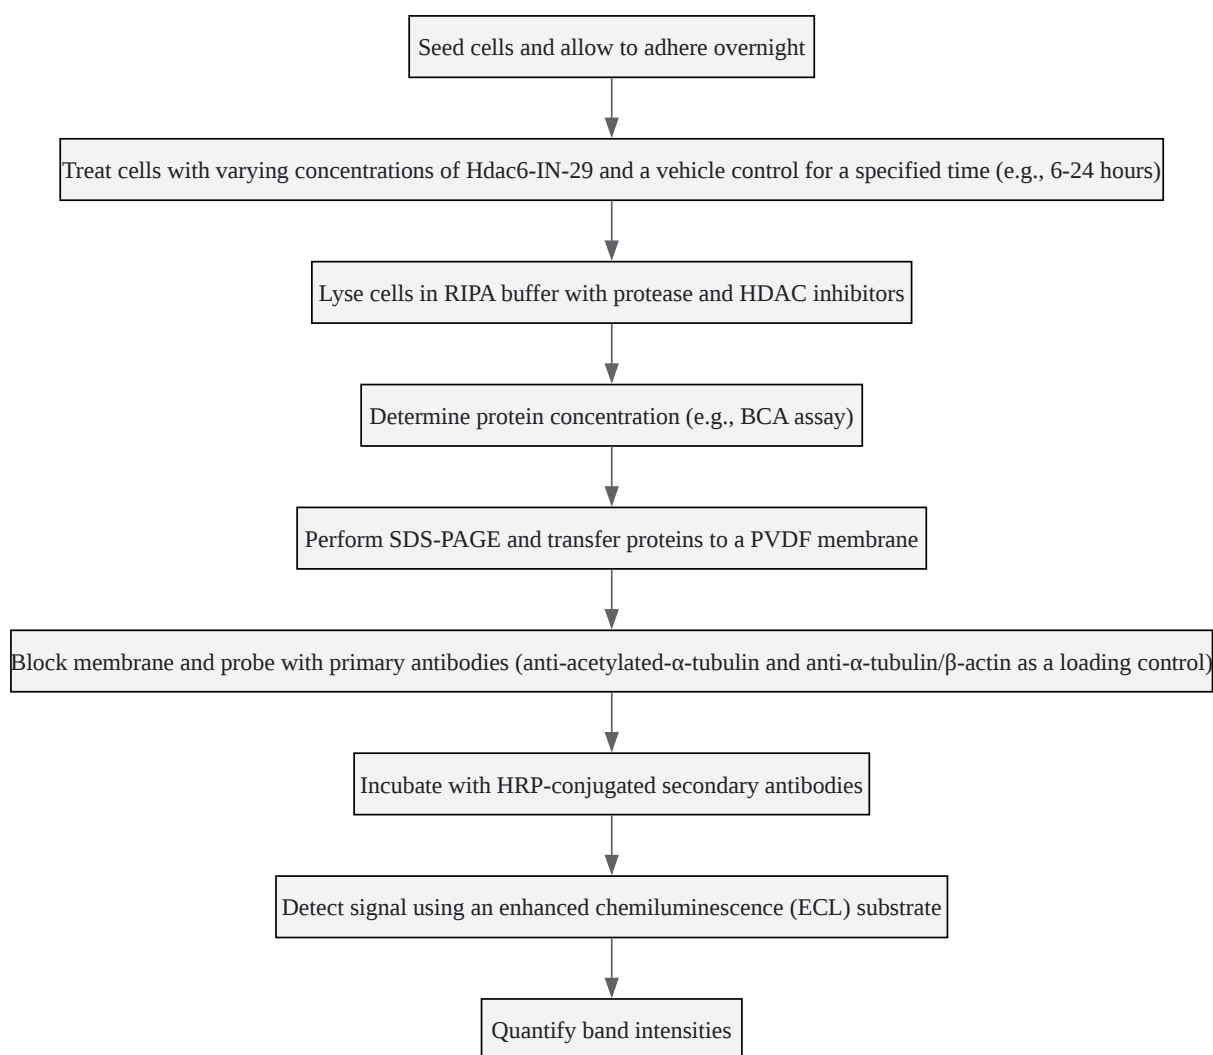 Seed cells and allow to adhere overnight
Treat cells with varying concentrations of Hdac6-IN-29 and a vehicle control for a specified time (e.g., 6-24 hours)
Lyse cells in RIPA buffer with protease and HDAC inhibitors
Determine protein concentration (e.g., BCA assay)
Perform SDS-PAGE and transfer proteins to a PVDF membrane
Block membrane and probe with primary antibodies (anti-acetylated-α-tubulin and anti-α-tubulin/β-actin as a loading control)
Incubate with HRP-conjugated secondary antibodies
Detect signal using an enhanced chemiluminescence (ECL) substrate
Quantify band intensities